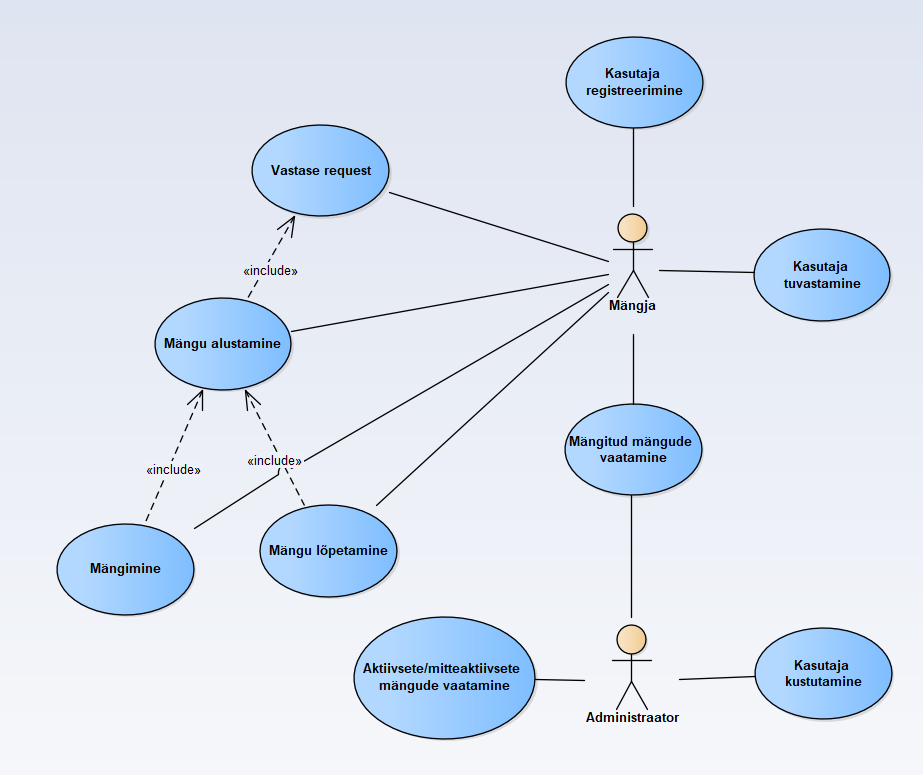 Kasutaja
registreerimine
Vastase request
«include»
Kasutaja
tuvastamine
Mängja
Mängu alustamine
Mängitud mängude
vaatamine
«include»
«include»
Mängimine
Mängu lõpetamine
Aktiivsete/mitteaktiivsete
mängude vaatamine
Kasutaja
kustutamine
Administraator